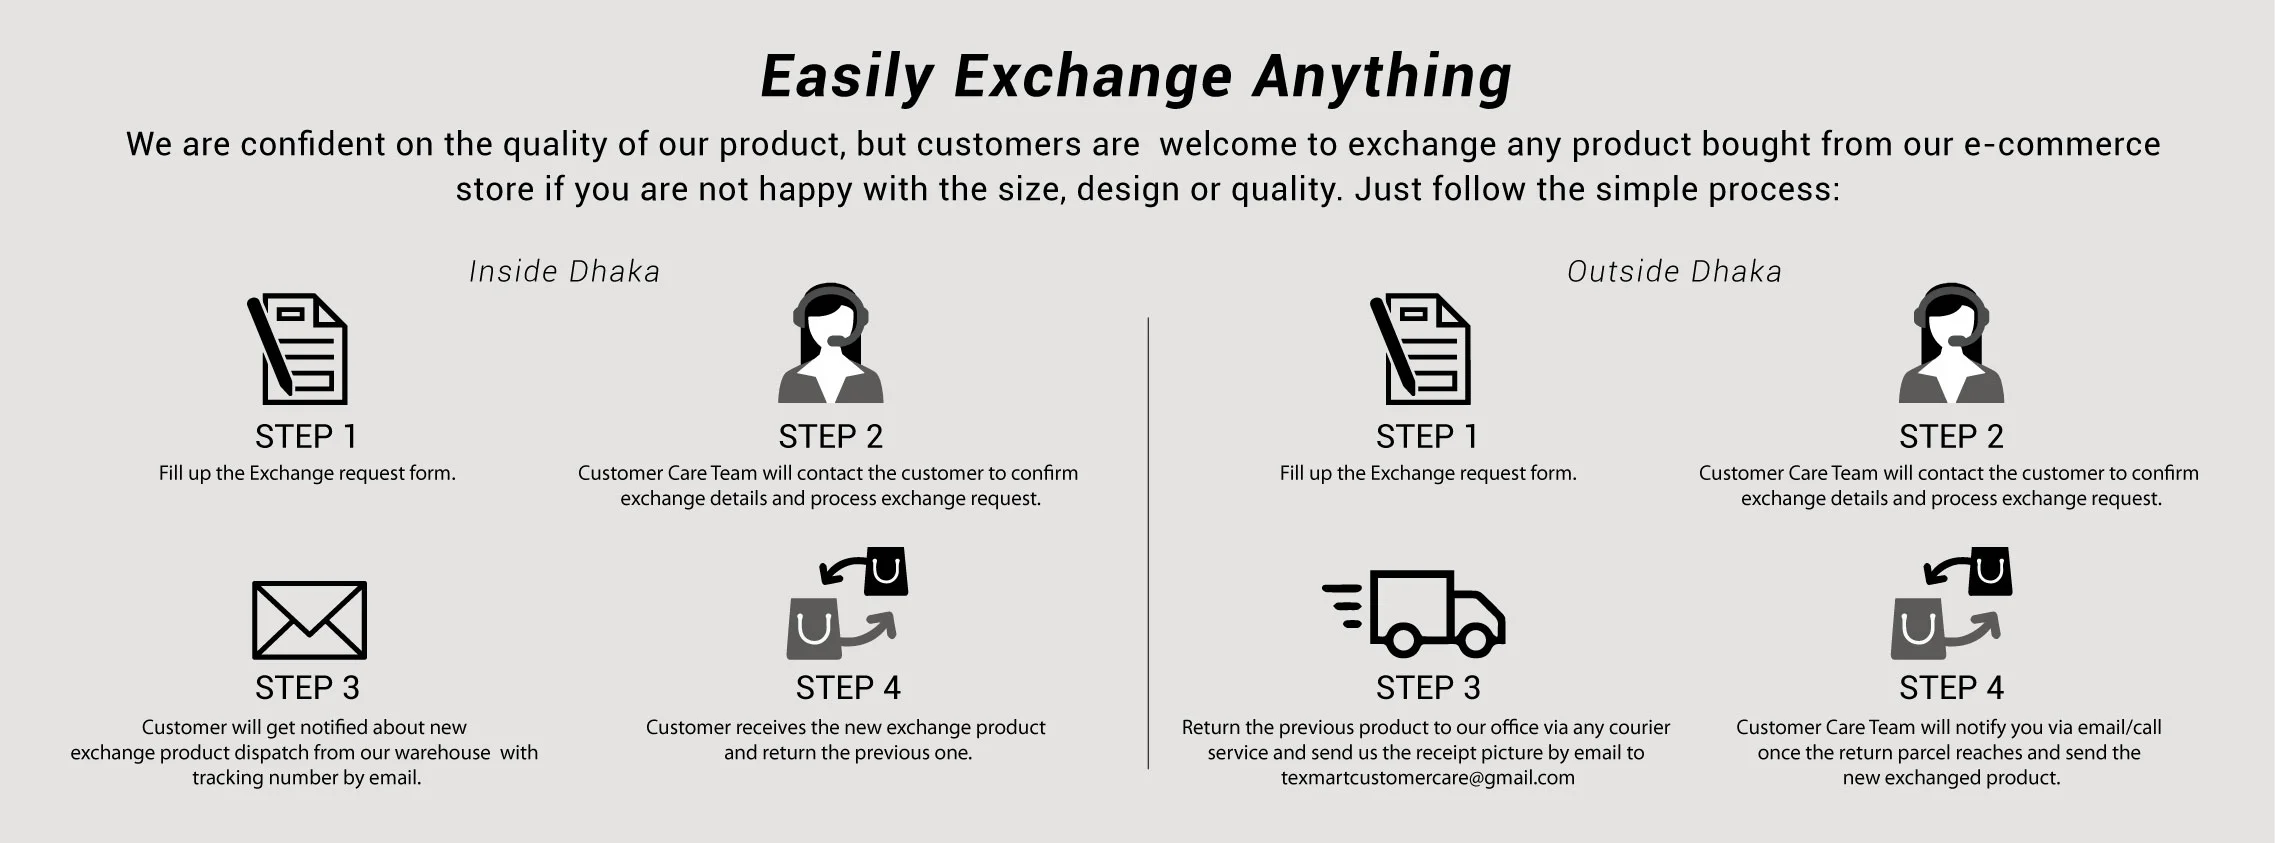 Easily Exchange Anything
We are confident on the quality of our product, but customers are welcome to exchange any product bought from our e-commerce
store if you are not happy with the size, design or quality. Just follow the simple process:
Inside Dhaka
STEP 1
Fill up the Exchange request form.
STEP 2
Customer Care Team will contact the customer to confirm
exchange details and process exchange request.
STEP 3
Customer will get notified about new
exchange product dispatch from our warehouse with
tracking number by email.
STEP 4
Customer receives the new exchange product
and return the previous one.
Outside Dhaka
STEP 1
Fill up the Exchange request form.
STEP 2
Customer Care Team will contact the customer to confirm
exchange details and process exchange request.
STEP 3
Return the previous product to our office via any courier
service and send us the receipt picture by email to
texmartcustomercare@gmail.com
STEP 4
Customer Care Team will notify you via email/call
once the return parcel reaches and send the
new exchanged product.